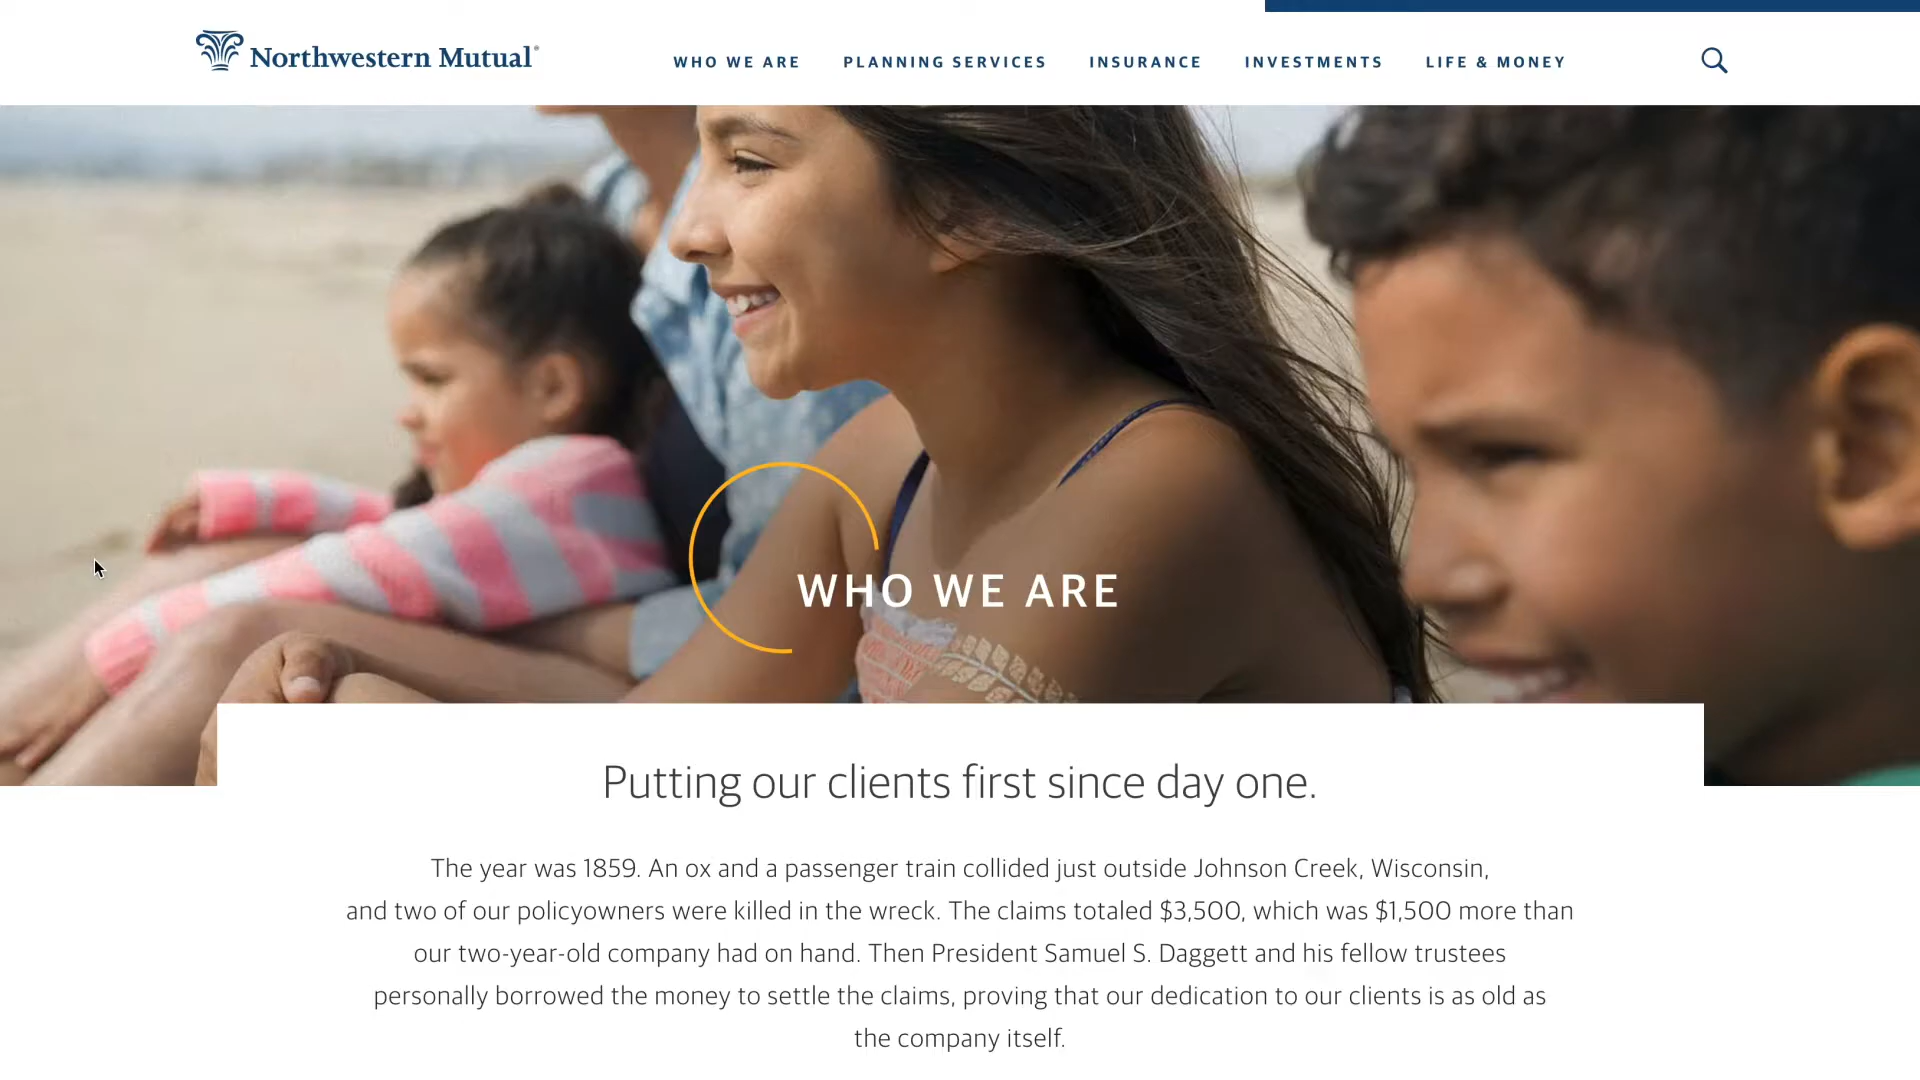 Northwestern Mutual®
WHO WE ARE
PLANNING SERVICES
INSURANCE
INVESTMENTS
LIFE & MONEY
WHO WE ARE
Putting our clients first since day one.
The year was 1859. An ox and a passenger train collided just outside Johnson Creek, Wisconsin,
and two of our policyowners were killed in the wreck. The claims totaled $3,500, which was $1,500 more than
our two-year-old company had on hand. Then President Samuel S. Daggett and his fellow trustees
personally borrowed the money to settle the claims, proving that our dedication to our clients is as old as
the company itself.